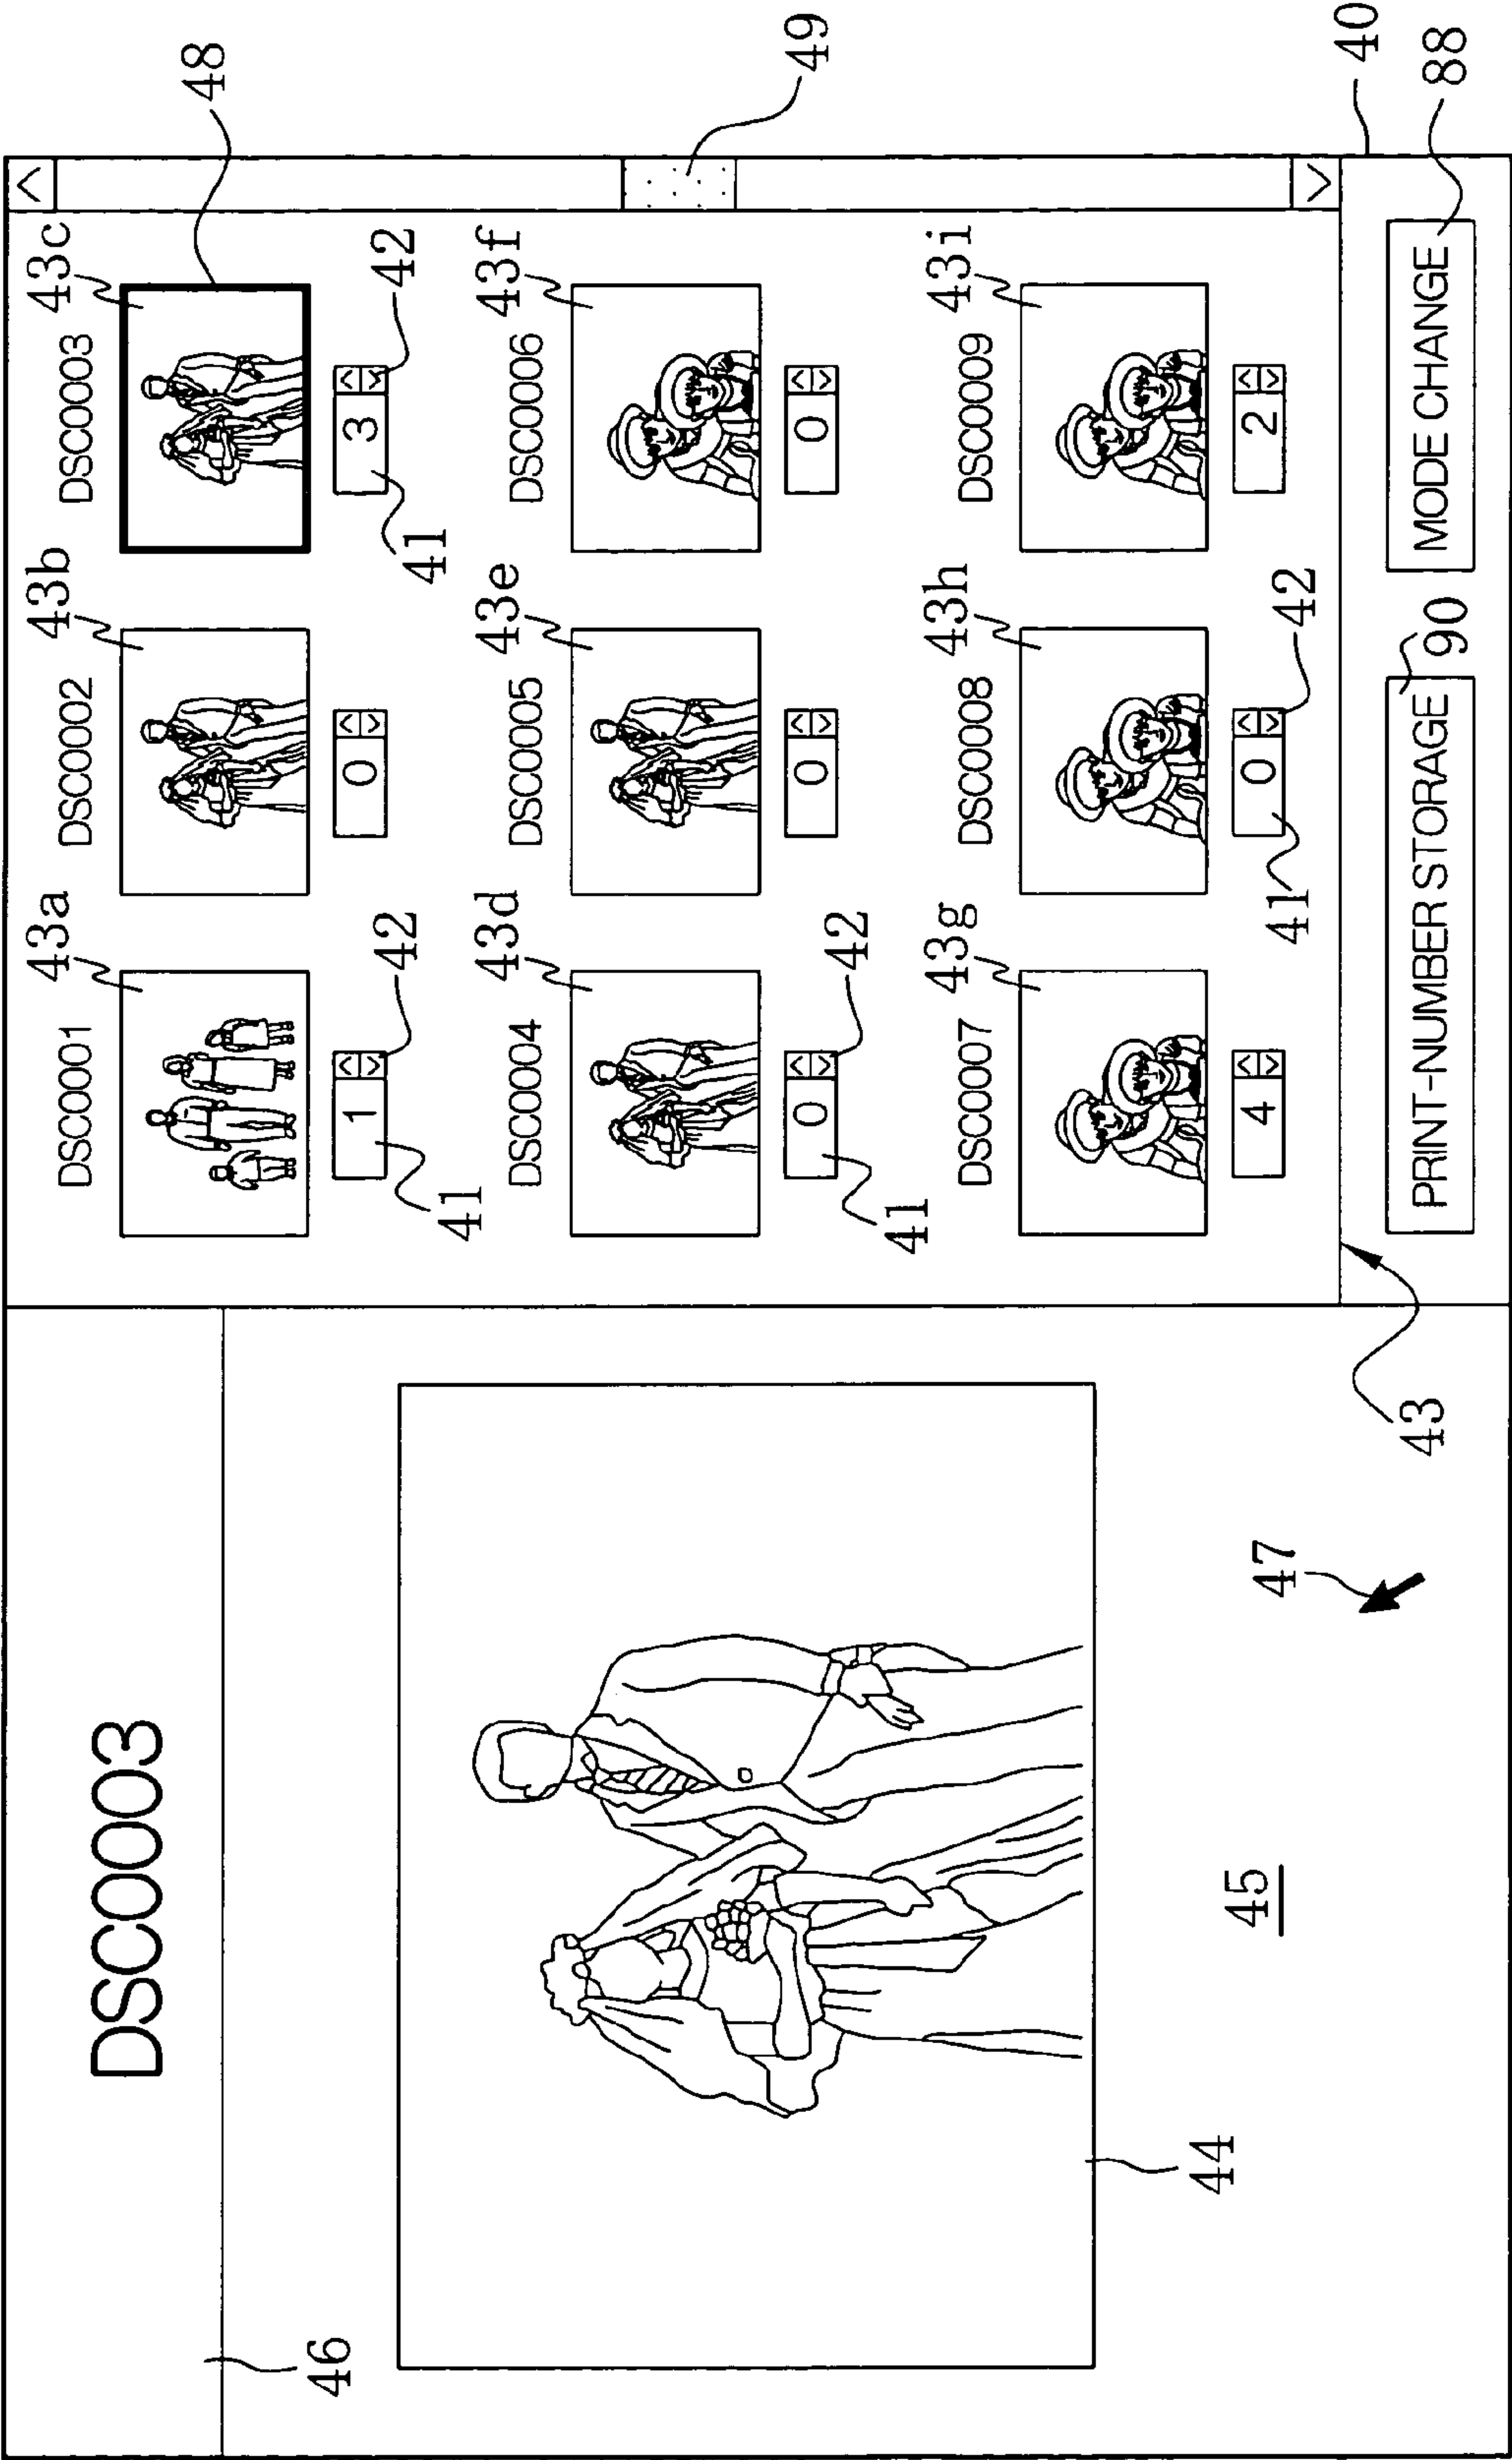 DSC0003
46
44
45
47
43
DSC0001 43a
DSC0002 43b
DSC0003 43c
48
1
42
41
0
3
42
41
49
DSC0004 43d
DSC0005 43e
DSC0006 43f
0
42
41
0
0
DSC0007 43g
DSC0008 43h
DSC0009 43i
4
0
42
41
2
PRINT-NUMBER STORAGE
90
MODE CHANGE
40
88